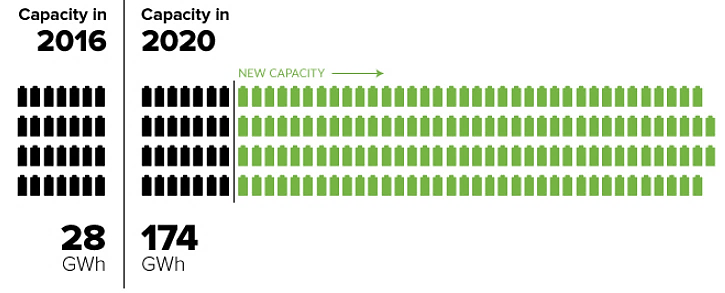 Capacity in
2016
Capacity in
2020
NEW CAPACITY
28
GWh
174
GWh